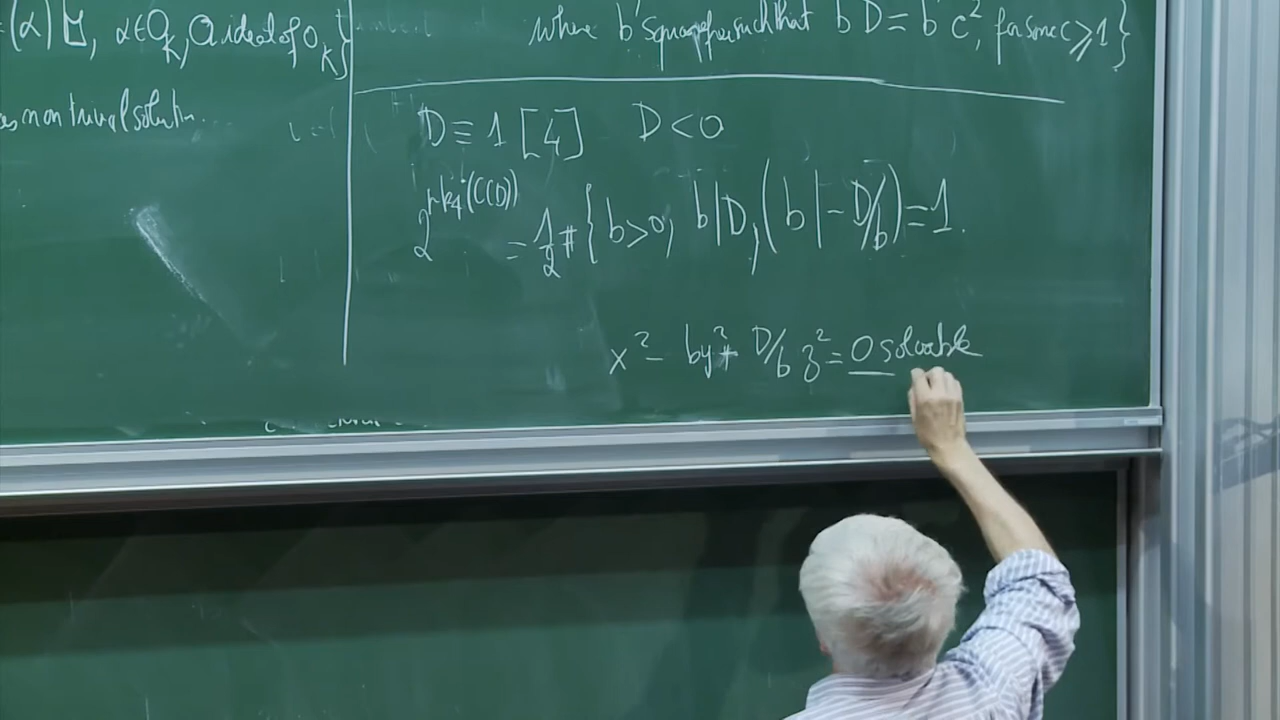 (α) α∈O_K, ideal of O_K}
non trivial solution...
where b' squarefree such that b D = b' c², for some c ≥ 1}
D ≡ 1 [4] D < 0
2^{rk₄(C(D))} = 1/2 # { b > 0, b | D, (b | -D/b) = 1.
x² - by² + D/b z² = 0 solvable